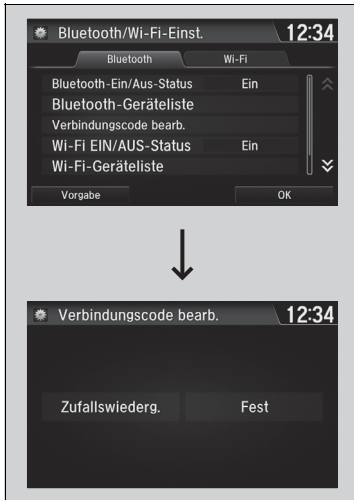 Bluetooth/Wi-Fi-Einst. 12:34
Bluetooth Wi-Fi
Bluetooth-Ein/Aus-Status Ein
Bluetooth-Geräteliste
Verbindungscode bearb.
Wi-Fi EIN/AUS-Status Ein
Wi-Fi-Geräteliste
Vorgabe OK
Verbindungscode bearb. 12:34
Zufallswiederg. Fest